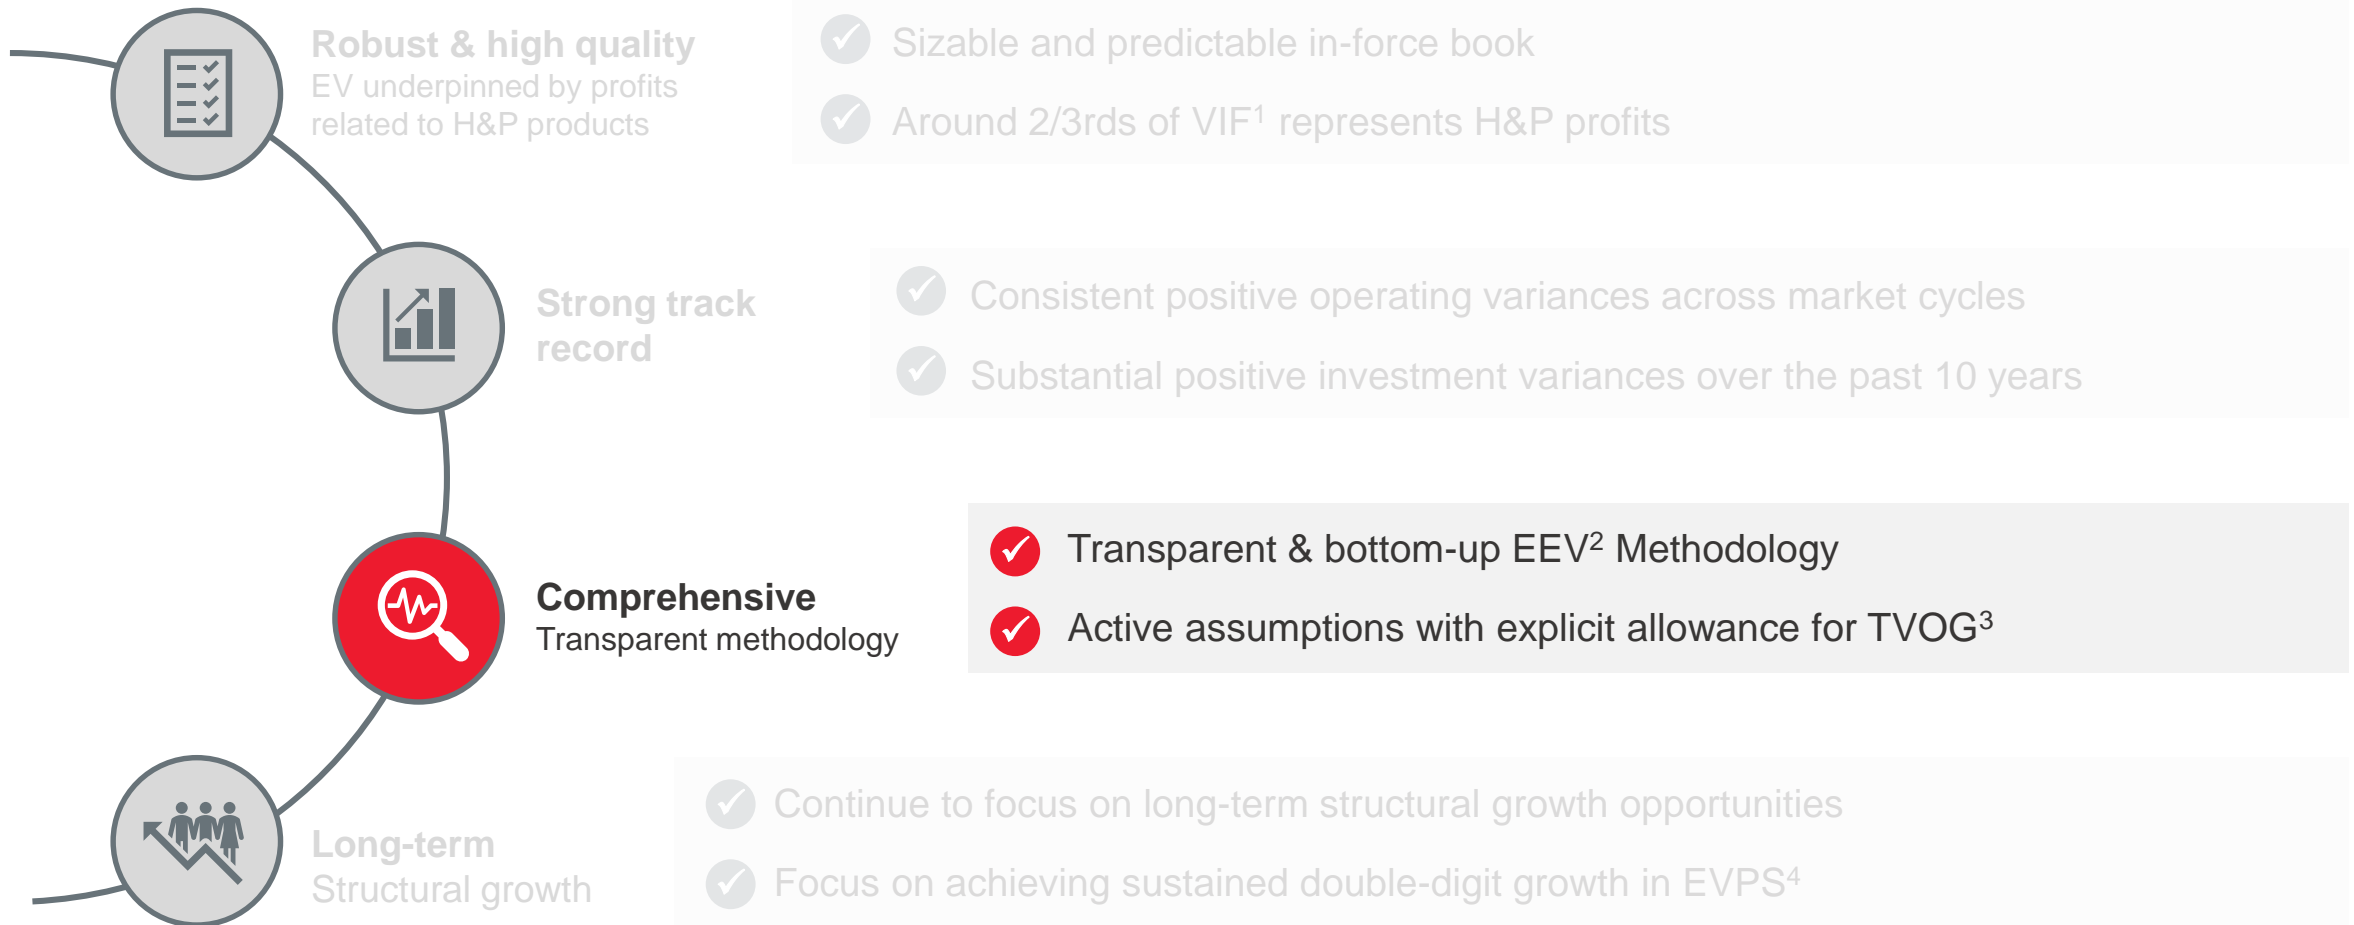 Robust & high quality
EV underpinned by profits
related to H&P products
Sizable and predictable in-force book
Around 2/3rds of VIF¹ represents H&P profits
Strong track
record
Consistent positive operating variances across market cycles
Substantial positive investment variances over the past 10 years
Comprehensive
Transparent methodology
Transparent & bottom-up EEV² Methodology
Active assumptions with explicit allowance for TVOG³
Long-term
Structural growth
Continue to focus on long-term structural growth opportunities
Focus on achieving sustained double-digit growth in EVPS⁴